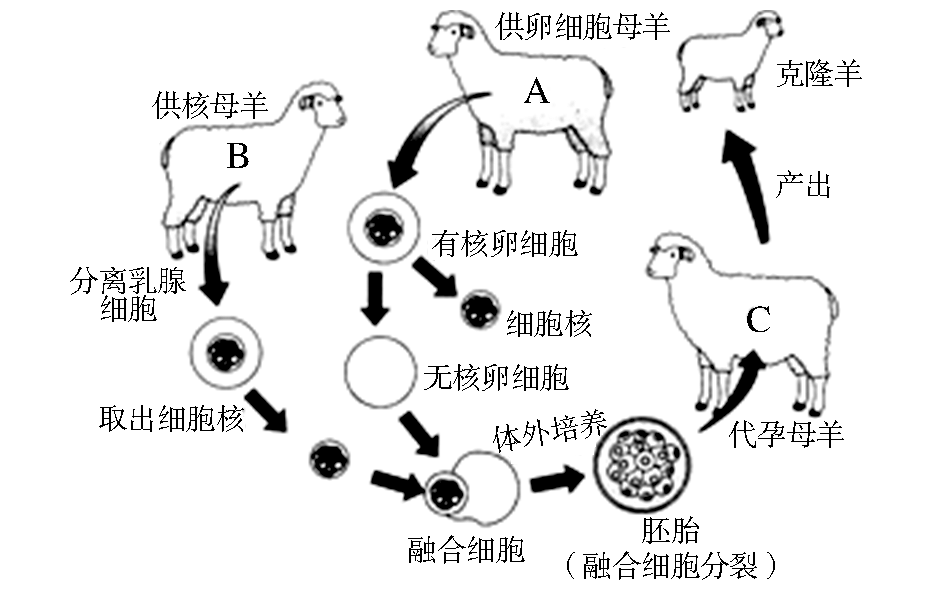 供卵细胞母羊
A
克隆羊
供核母羊
B
产出
有核卵细胞
分离乳腺
细胞
细胞核
C
无核卵细胞
取出细胞核
体外培养
代孕母羊
胚胎
融合细胞
（融合细胞分裂）